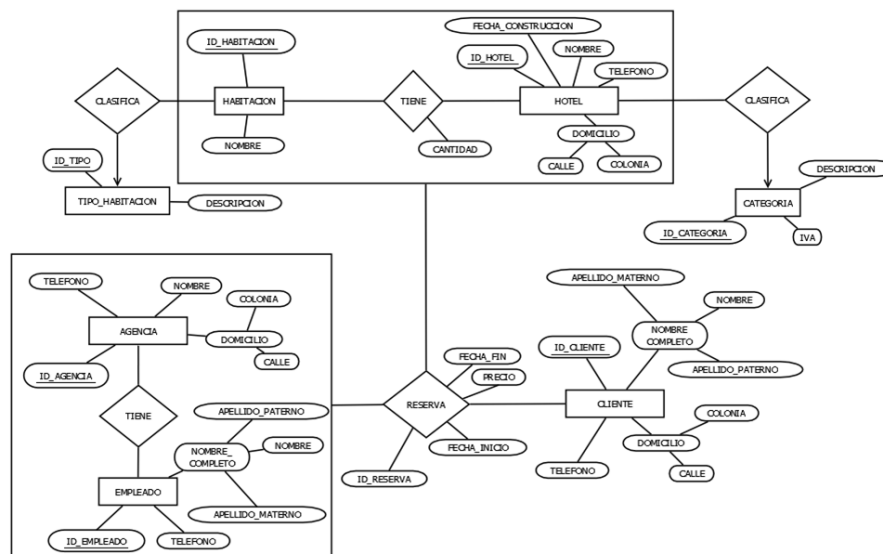 FECHA_CONSTRUCCION
ID_HABITACION
NOMBRE
ID_HOTEL
TELEFONO
CLASIFICA
HABITACION
TIENE
HOTEL
CLASIFICA
DOMICILIO
NOMBRE
CANTIDAD
CALLE
COLONIA
ID_TIPO
DESCRIPCION
TIPO_HABITACION
DESCRIPCION
CATEGORIA
ID_CATEGORIA
IVA
TELEFONO
NOMBRE
COLONIA
AGENCIA
DOMICILIO
CALLE
ID_AGENCIA
TIENE
APELLIDO_PATERNO
NOMBRE
NOMBRE_
COMPLETO
EMPLEADO
APELLIDO_MATERNO
ID_EMPLEADO
TELEFONO
FECHA_FIN
PRECIO
RESERVA
FECHA_INICIO
ID_RESERVA
APELLIDO_MATERNO
NOMBRE
NOMBRE
COMPLETO
ID_CLIENTE
APELLIDO_PATERNO
CLIENTE
COLONIA
DOMICILIO
TELEFONO
CALLE